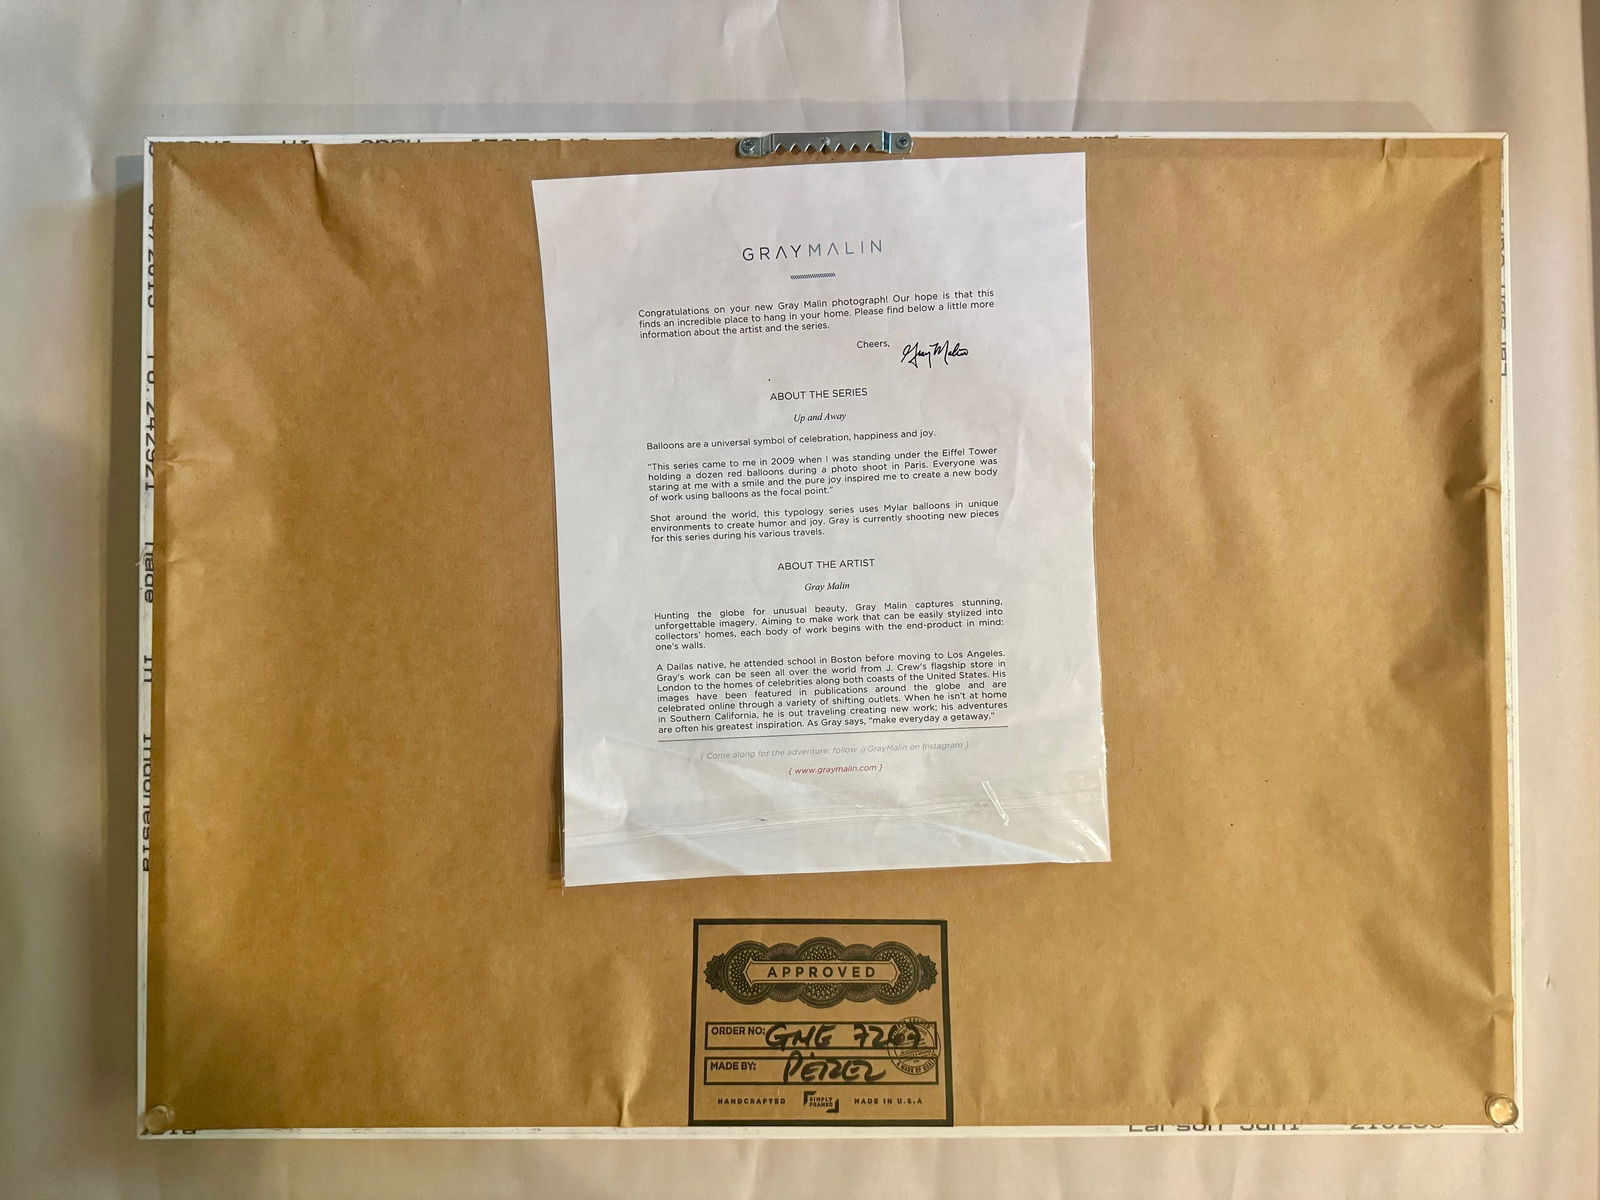 GRAYMALIN
Congratulations on your new Gray Malin photograph! Our hope is that this
finds an incredible place to hang in your home. Please find below a little more
information about the artist and the series.
Cheers,
Gray Malin
ABOUT THE SERIES
Up and Away
Balloons are a universal symbol of celebration, happiness and joy.
"This series came to me in 2009 when I was standing under the Eiffel Tower
holding a dozen red balloons during a photo shoot in Paris. Everyone was
staring at me with a smile and the pure joy inspired me to create a new body
of work using balloons as the focal point."
Shot around the world, this typology series uses Mylar balloons in unique
environments to create humor and joy. Gray is currently shooting new pieces
for this series during his various travels.
ABOUT THE ARTIST
Gray Malin
Hunting the globe for unusual beauty, Gray Malin captures stunning,
unforgettable imagery. Aiming to make work that can be easily stylized into
collectors' homes, each body of work begins with the end-product in mind:
one's walls.
A Dallas native, he attended school in Boston before moving to Los Angeles.
Gray's work can be seen all over the world from J. Crew's flagship store in
London to the homes of celebrities along both coasts of the United States. His
images have been featured in publications around the globe and are
celebrated online through a variety of shifting outlets. When he isn't at home
in Southern California, he is out traveling creating new work; his adventures
are often his greatest inspiration. As Gray says, "make everyday a getaway."
{ Come along for the adventure: follow @GrayMalin on Instagram }
{ www.graymalin.com }
APPROVED
ORDER NO: GME
MADE BY: PEREZ
HANDCRAFTED SIMPLY FRAMED MADE IN U.S.A
Made In Indonesia